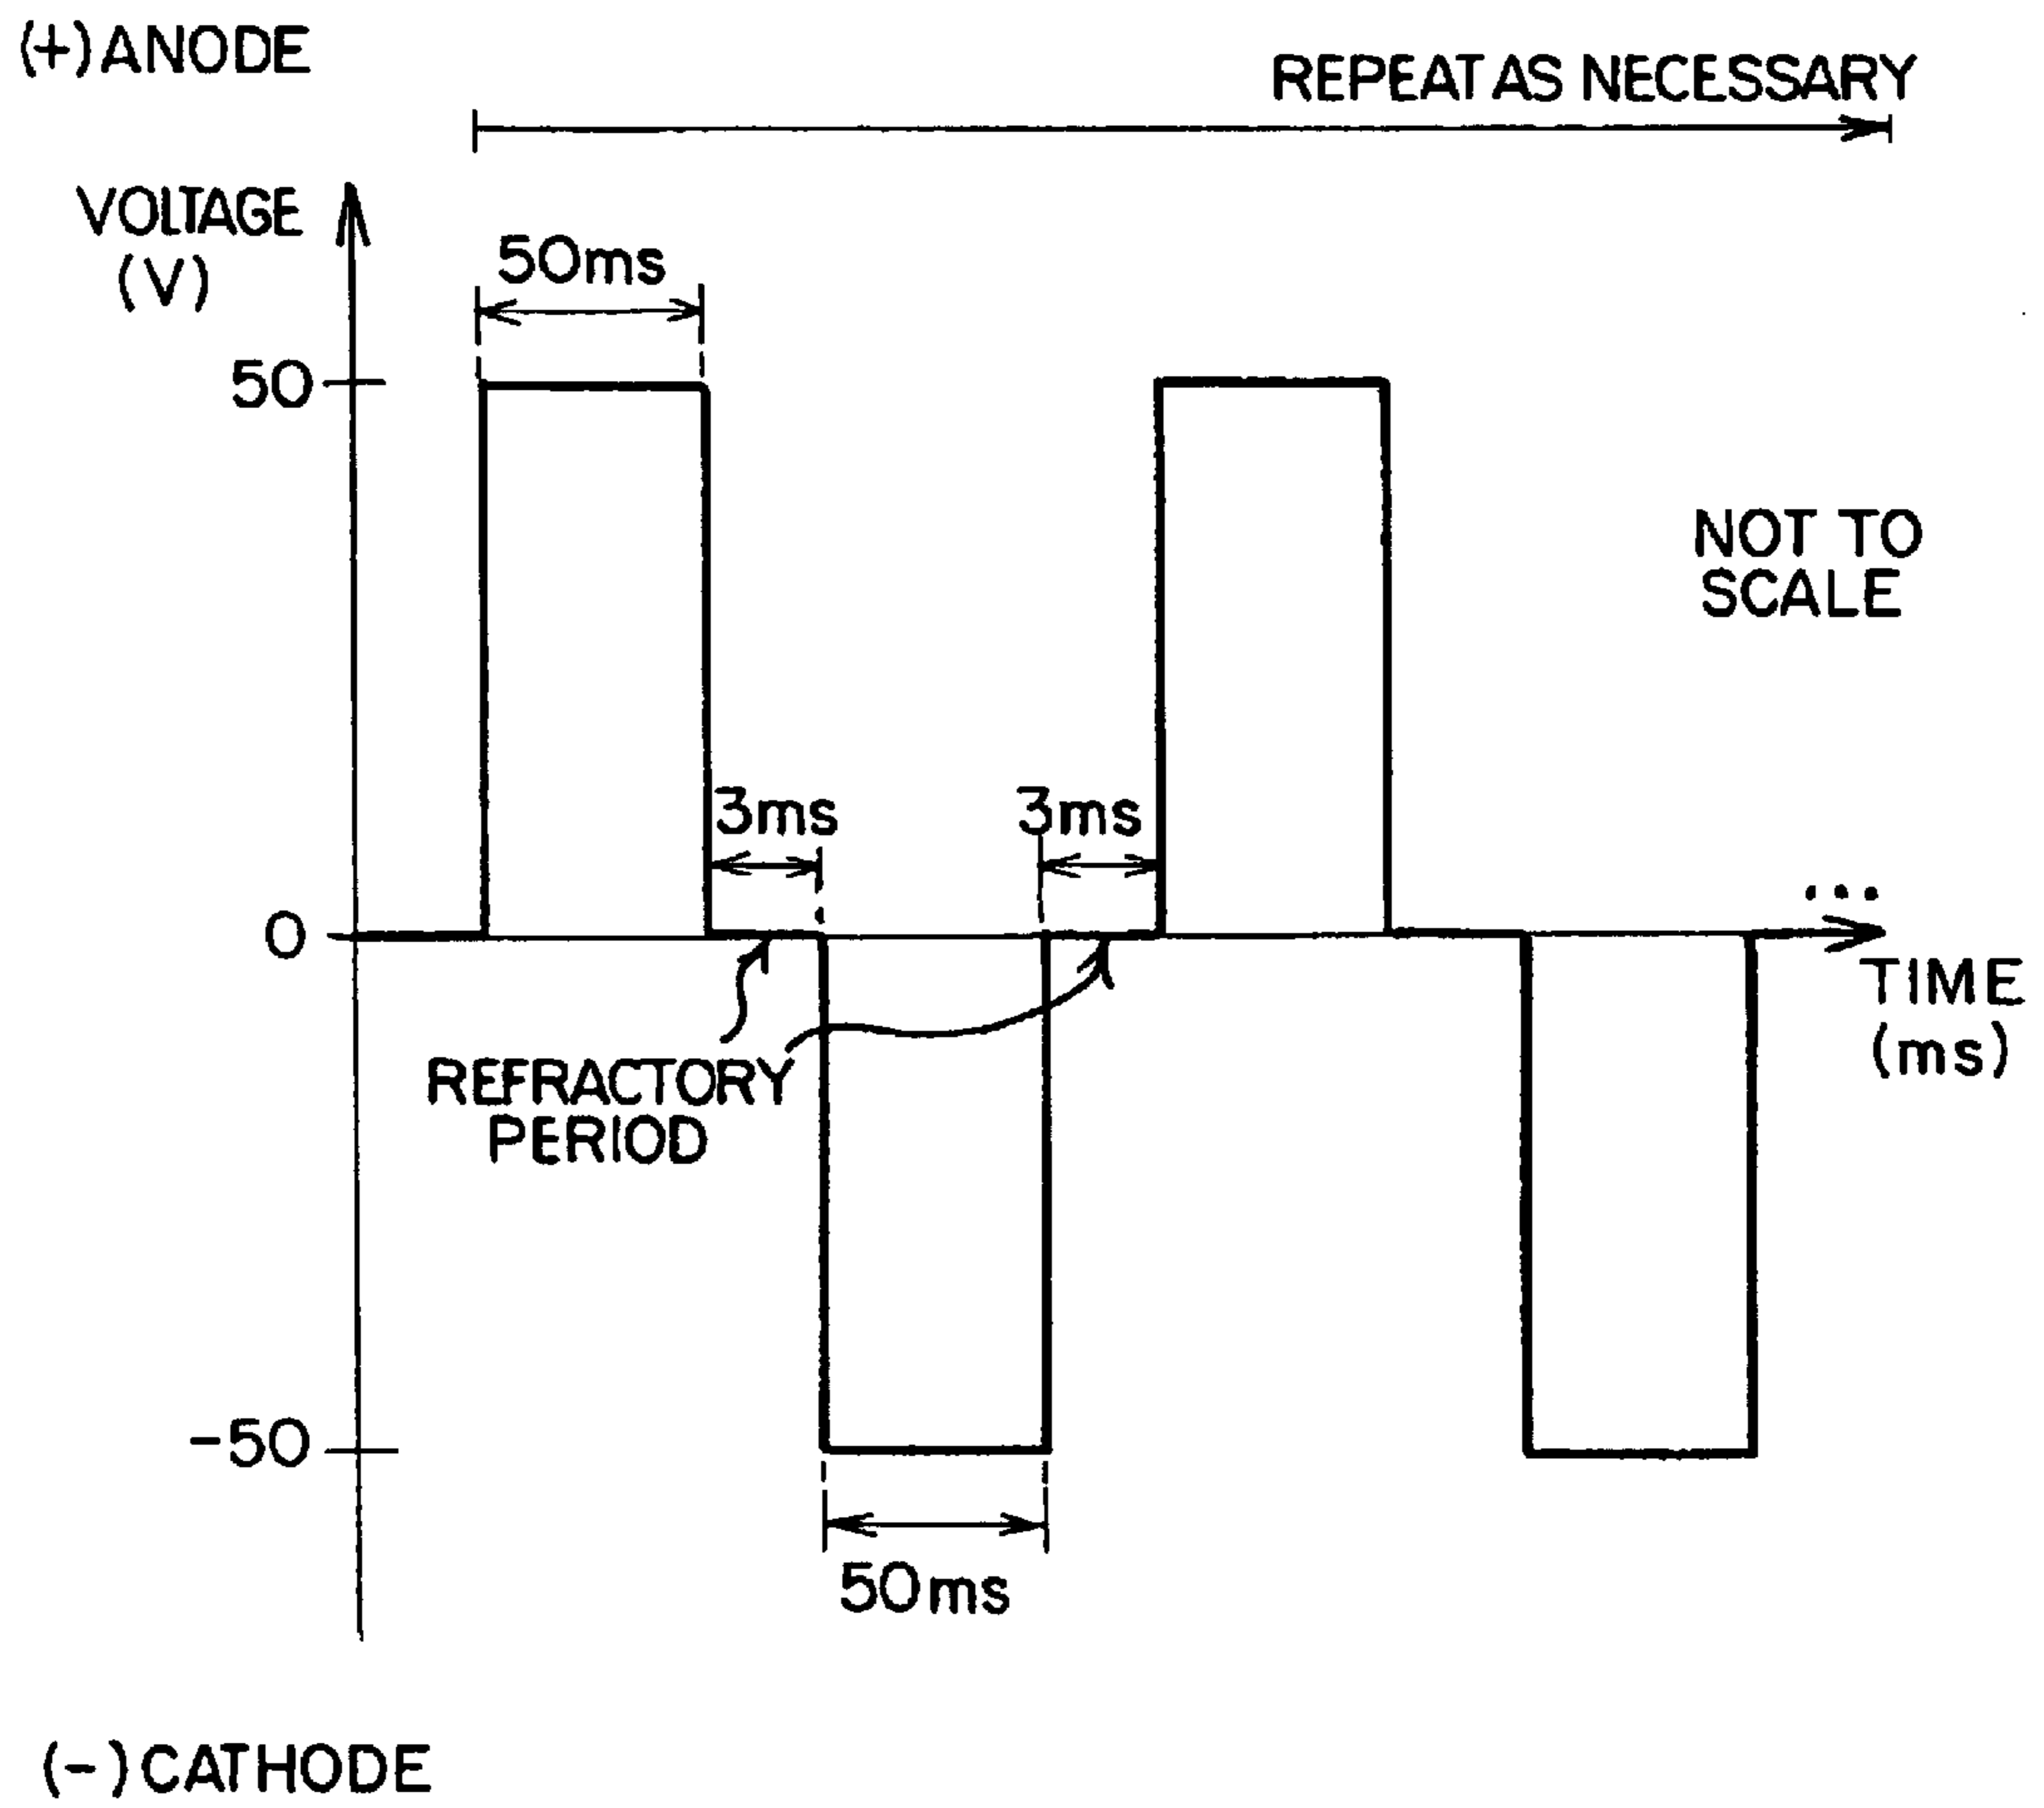 (+)ANODE
REPEAT AS NECESSARY
VOLTAGE
(V)
50ms
50
NOT TO
SCALE
3ms
3ms
...
0
TIME
(ms)
REFRACTORY
PERIOD
-50
50ms
(-)CATHODE